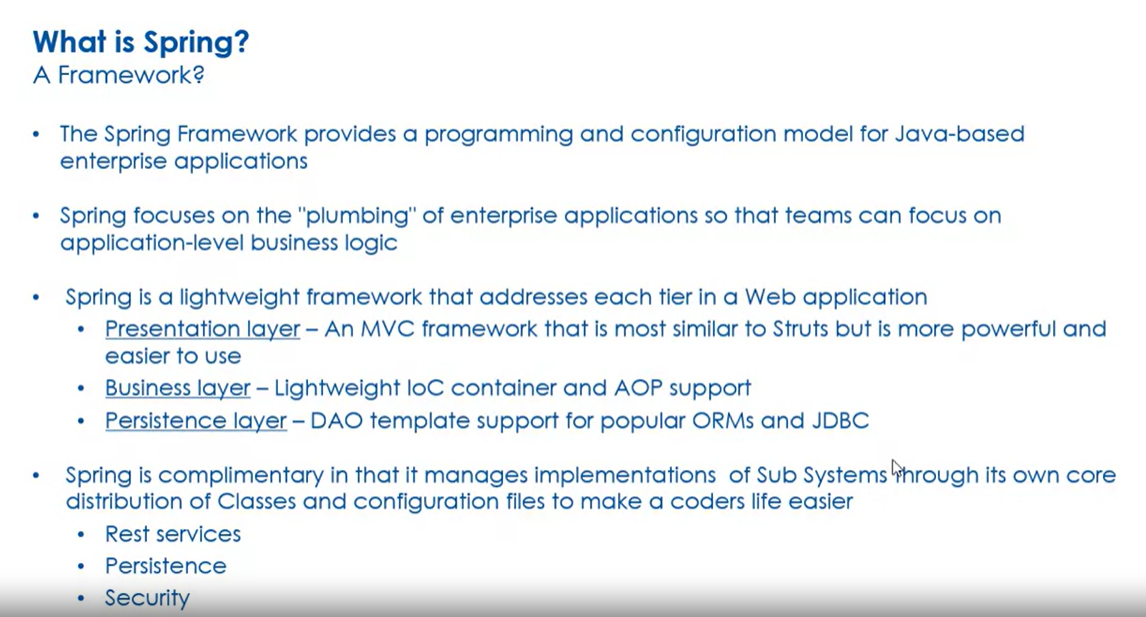 What is Spring?
A Framework?
• The Spring Framework provides a programming and configuration model for Java-based
enterprise applications
• Spring focuses on the "plumbing" of enterprise applications so that teams can focus on
application-level business logic
• Spring is a lightweight framework that addresses each tier in a Web application
• Presentation layer – An MVC framework that is most similar to Struts but is more powerful and
easier to use
• Business layer – Lightweight IoC container and AOP support
• Persistence layer – DAO template support for popular ORMs and JDBC
• Spring is complimentary in that it manages implementations of Sub Systems through its own core
distribution of Classes and configuration files to make a coders life easier
• Rest services
• Persistence
• Security